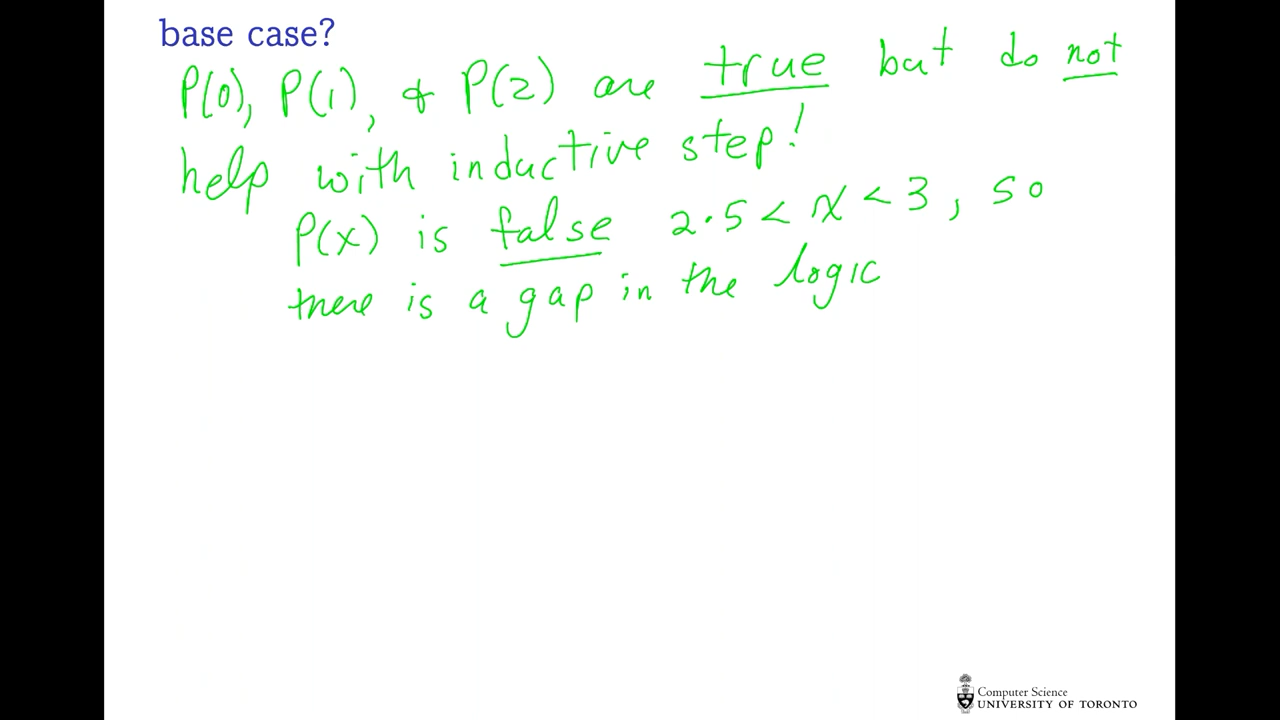 base case?
P(0), P(1), & P(2) are true but do not
help with inductive step!
P(x) is false 2.5 < x < 3, so
there is a gap in the logic
Computer Science
UNIVERSITY OF TORONTO